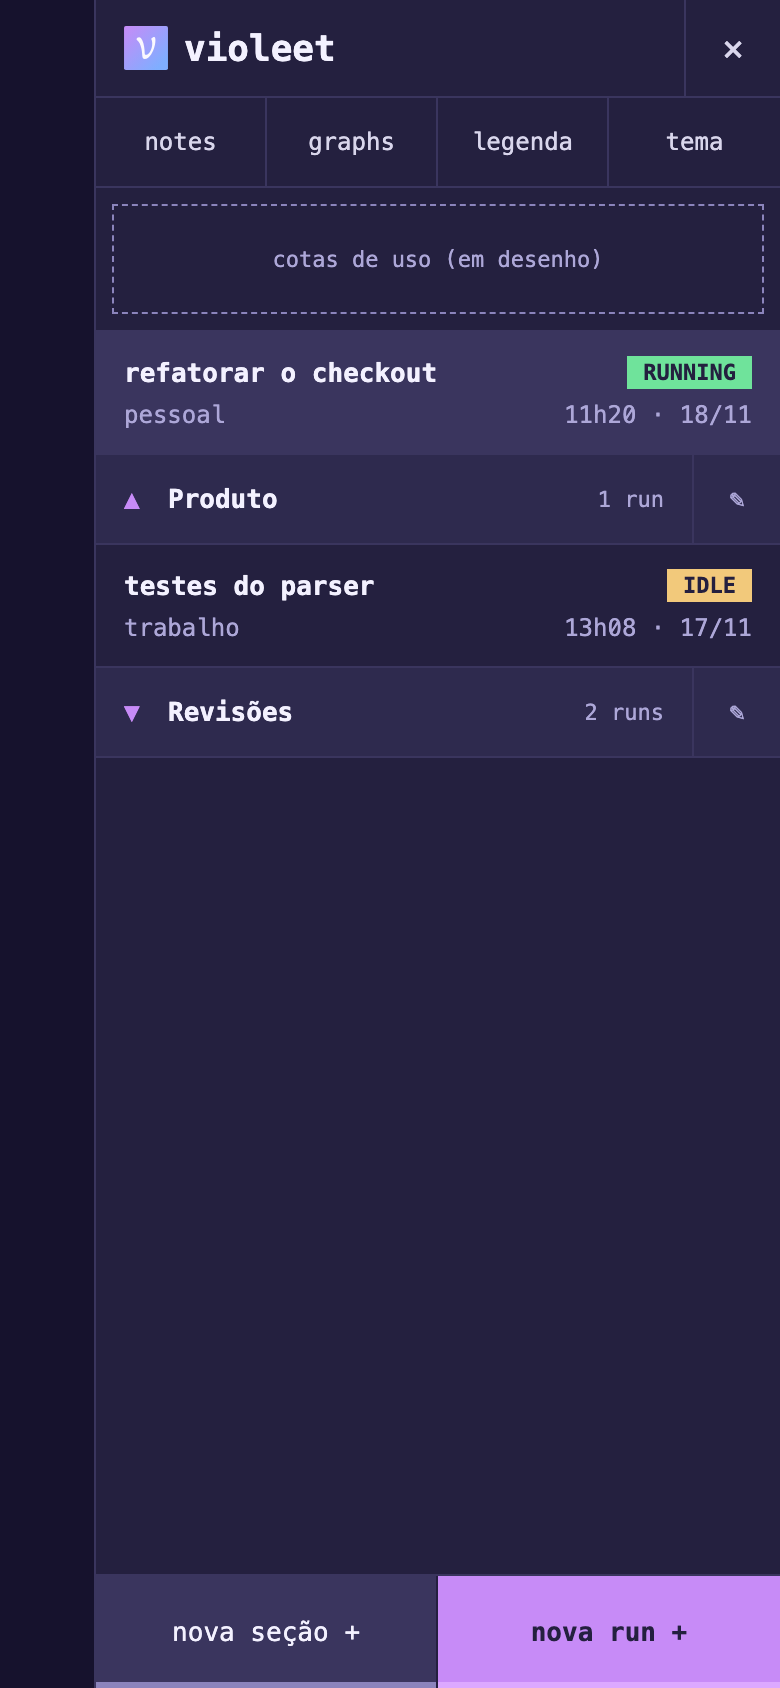 V violeet ×
notes graphs legenda tema
cotas de uso (em desenho)
refatorar o checkout RUNNING
pessoal 11h20 · 18/11
▲ Produto 1 run ✎
testes do parser IDLE
trabalho 13h08 · 17/11
▼ Revisões 2 runs ✎
nova seção + nova run +